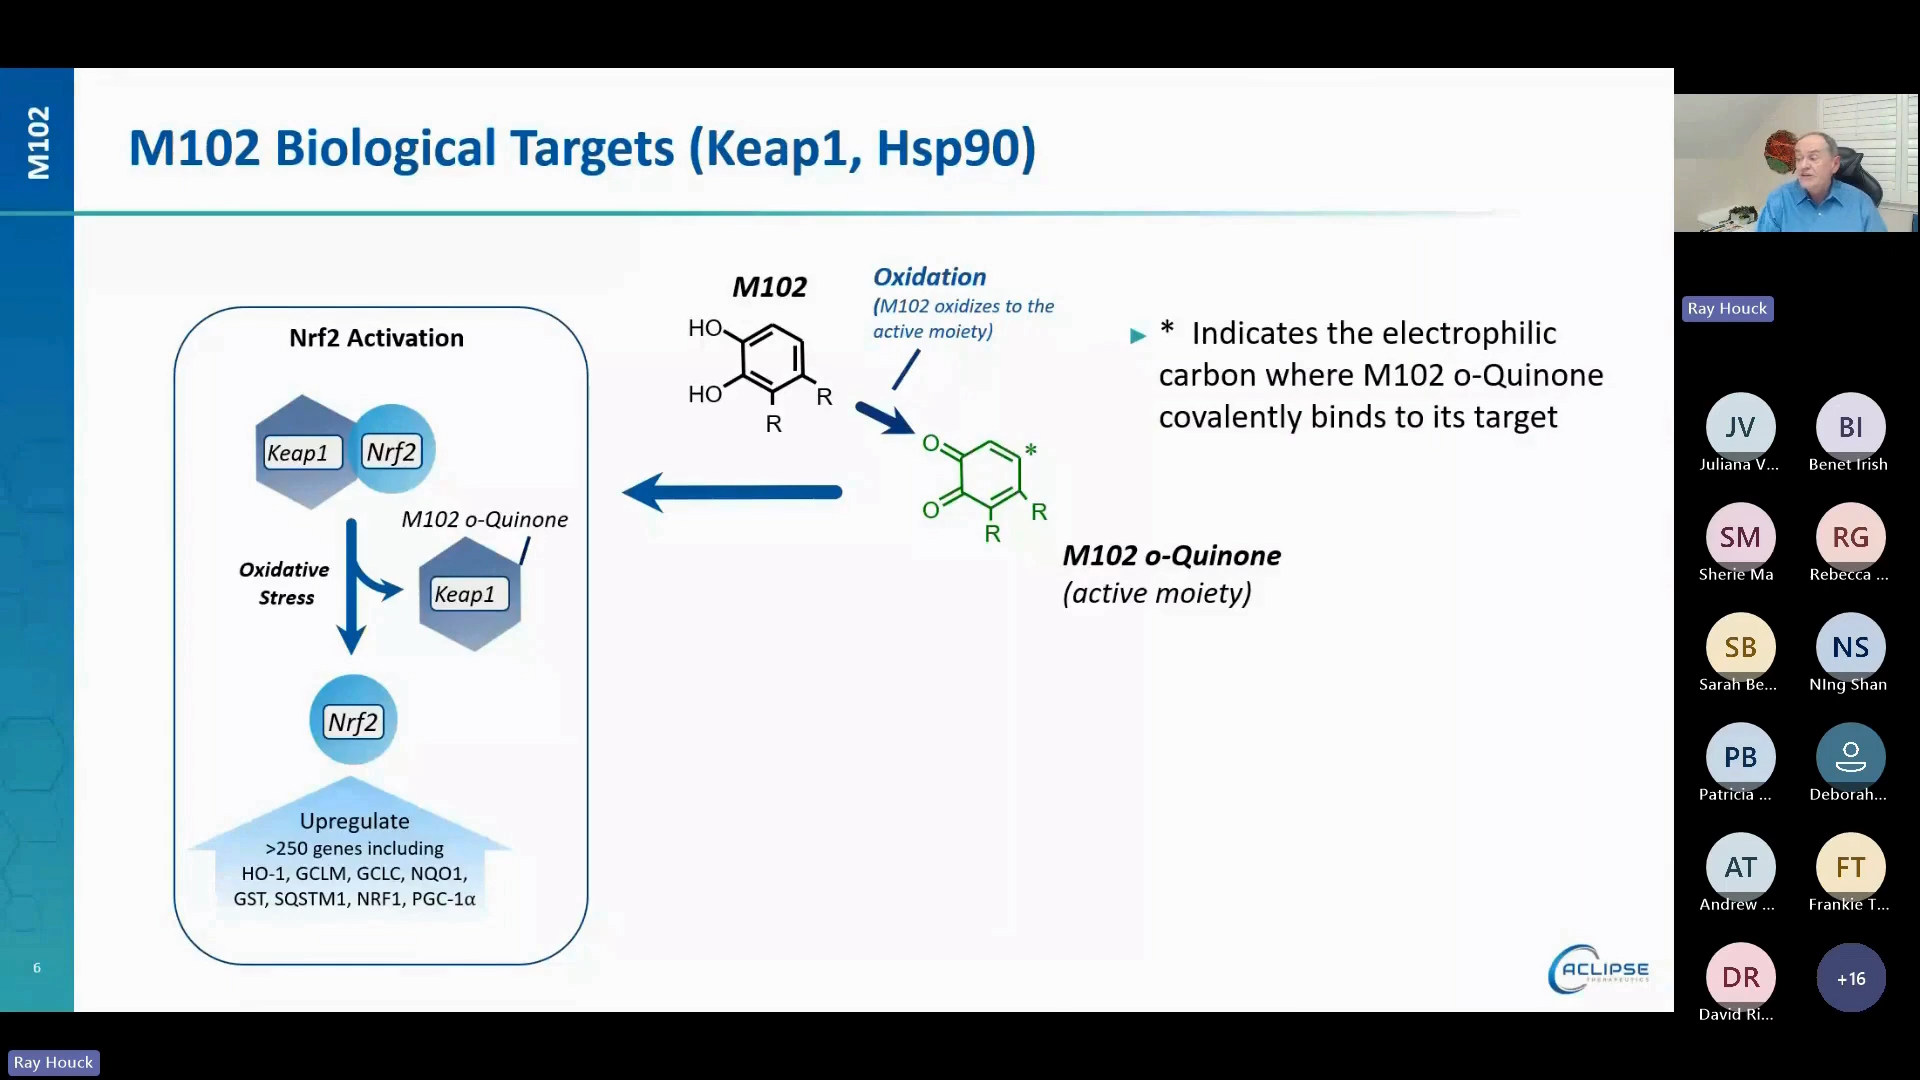 M102
M102 Biological Targets (Keap1, Hsp90)
Nrf2 Activation
Keap1
Nrf2
M102 o-Quinone
Oxidative
Stress
Keap1
Nrf2
Upregulate
>250 genes including
HO-1, GCLM, GCLC, NQO1,
GST, SQSTM1, NRF1, PGC-1α
M102
HO
HO
R
R
Oxidation
(M102 oxidizes to the
active moiety)
O
*
O
R
R
M102 o-Quinone
(active moiety)
* Indicates the electrophilic
carbon where M102 o-Quinone
covalently binds to its target
6
ACLIPSE
THERAPEUTICS
Ray Houck
JV
Juliana V...
BI
Benet Irish
SM
Sherie Ma
RG
Rebecca ...
SB
Sarah Be...
NS
NIng Shan
PB
Patricia ...
Deborah...
AT
Andrew ...
FT
Frankie T...
DR
David Ri...
+16
Ray Houck